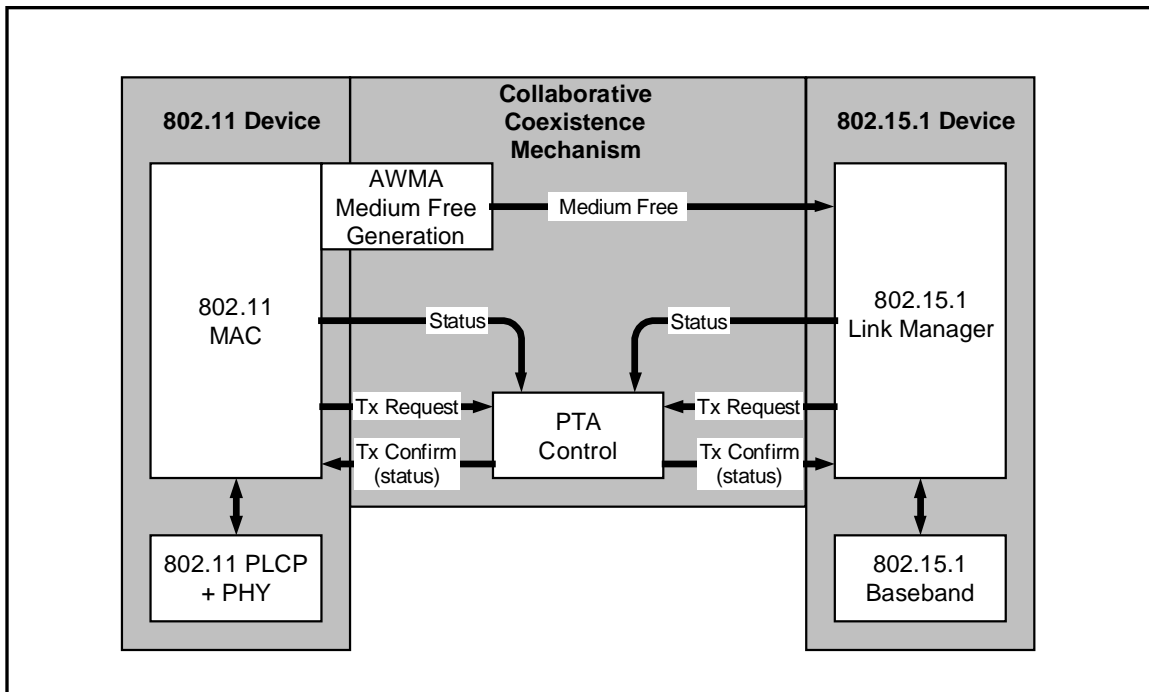 Collaborative
Coexistence
Mechanism
802.11 Device
802.15.1 Device
AWMA
Medium Free
Generation
Medium Free
802.11
MAC
Status
Status
802.15.1
Link Manager
Tx Request
Tx Request
PTA
Control
Tx Confirm
(status)
Tx Confirm
(status)
802.11 PLCP
+ PHY
802.15.1
Baseband